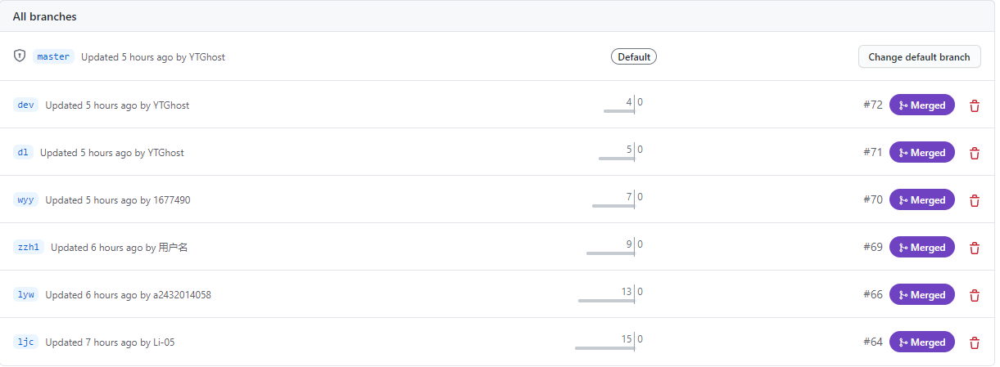 All branches
master Updated 5 hours ago by YTGhost Default Change default branch
dev Updated 5 hours ago by YTGhost 4 0 #72 Merged
dl Updated 5 hours ago by YTGhost 5 0 #71 Merged
wyy Updated 5 hours ago by 1677490 7 0 #70 Merged
zzh1 Updated 6 hours ago by 用户名 9 0 #69 Merged
lyw Updated 6 hours ago by a2432014058 13 0 #66 Merged
ljc Updated 7 hours ago by Li-05 15 0 #64 Merged